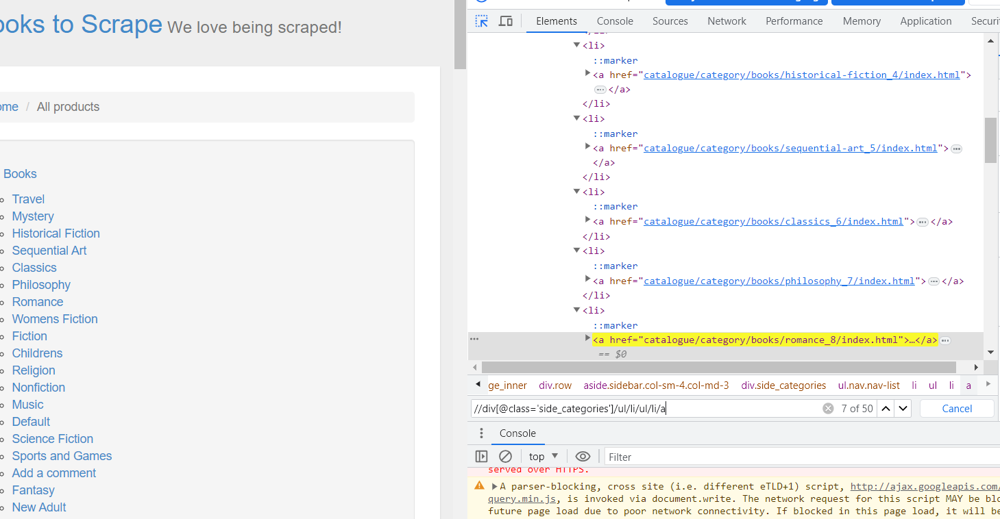 ooks to Scrape We love being scraped!
ome / All products
Books
Travel
Mystery
Historical Fiction
Sequential Art
Classics
Philosophy
Romance
Womens Fiction
Fiction
Childrens
Religion
Nonfiction
Music
Default
Science Fiction
Sports and Games
Add a comment
Fantasy
New Adult
Elements Console Sources Network Performance Memory Application Securi
<li>
::marker
<a href="catalogue/category/books/historical-fiction_4/index.html">
… </a>
</li>
<li>
::marker
<a href="catalogue/category/books/sequential-art_5/index.html"> …
</a>
</li>
<li>
::marker
<a href="catalogue/category/books/classics_6/index.html"> … </a>
</li>
<li>
::marker
<a href="catalogue/category/books/philosophy_7/index.html"> … </a>
</li>
<li>
::marker
<a href="catalogue/category/books/romance_8/index.html">…</a> …
== $0
ge_inner div.row aside.sidebar.col-sm-4.col-md-3 div.side_categories ul.nav.nav-list li ul li a
//div[@class='side_categories']/ul/li/ul/li/a 7 of 50 Cancel
Console
top Filter
served over HTTPS.
A parser-blocking, cross site (i.e. different eTLD+1) script, http://ajax.googleapis.com/
query.min.js, is invoked via document.write. The network request for this script MAY be blo
future page load due to poor network connectivity. If blocked in this page load, it will be